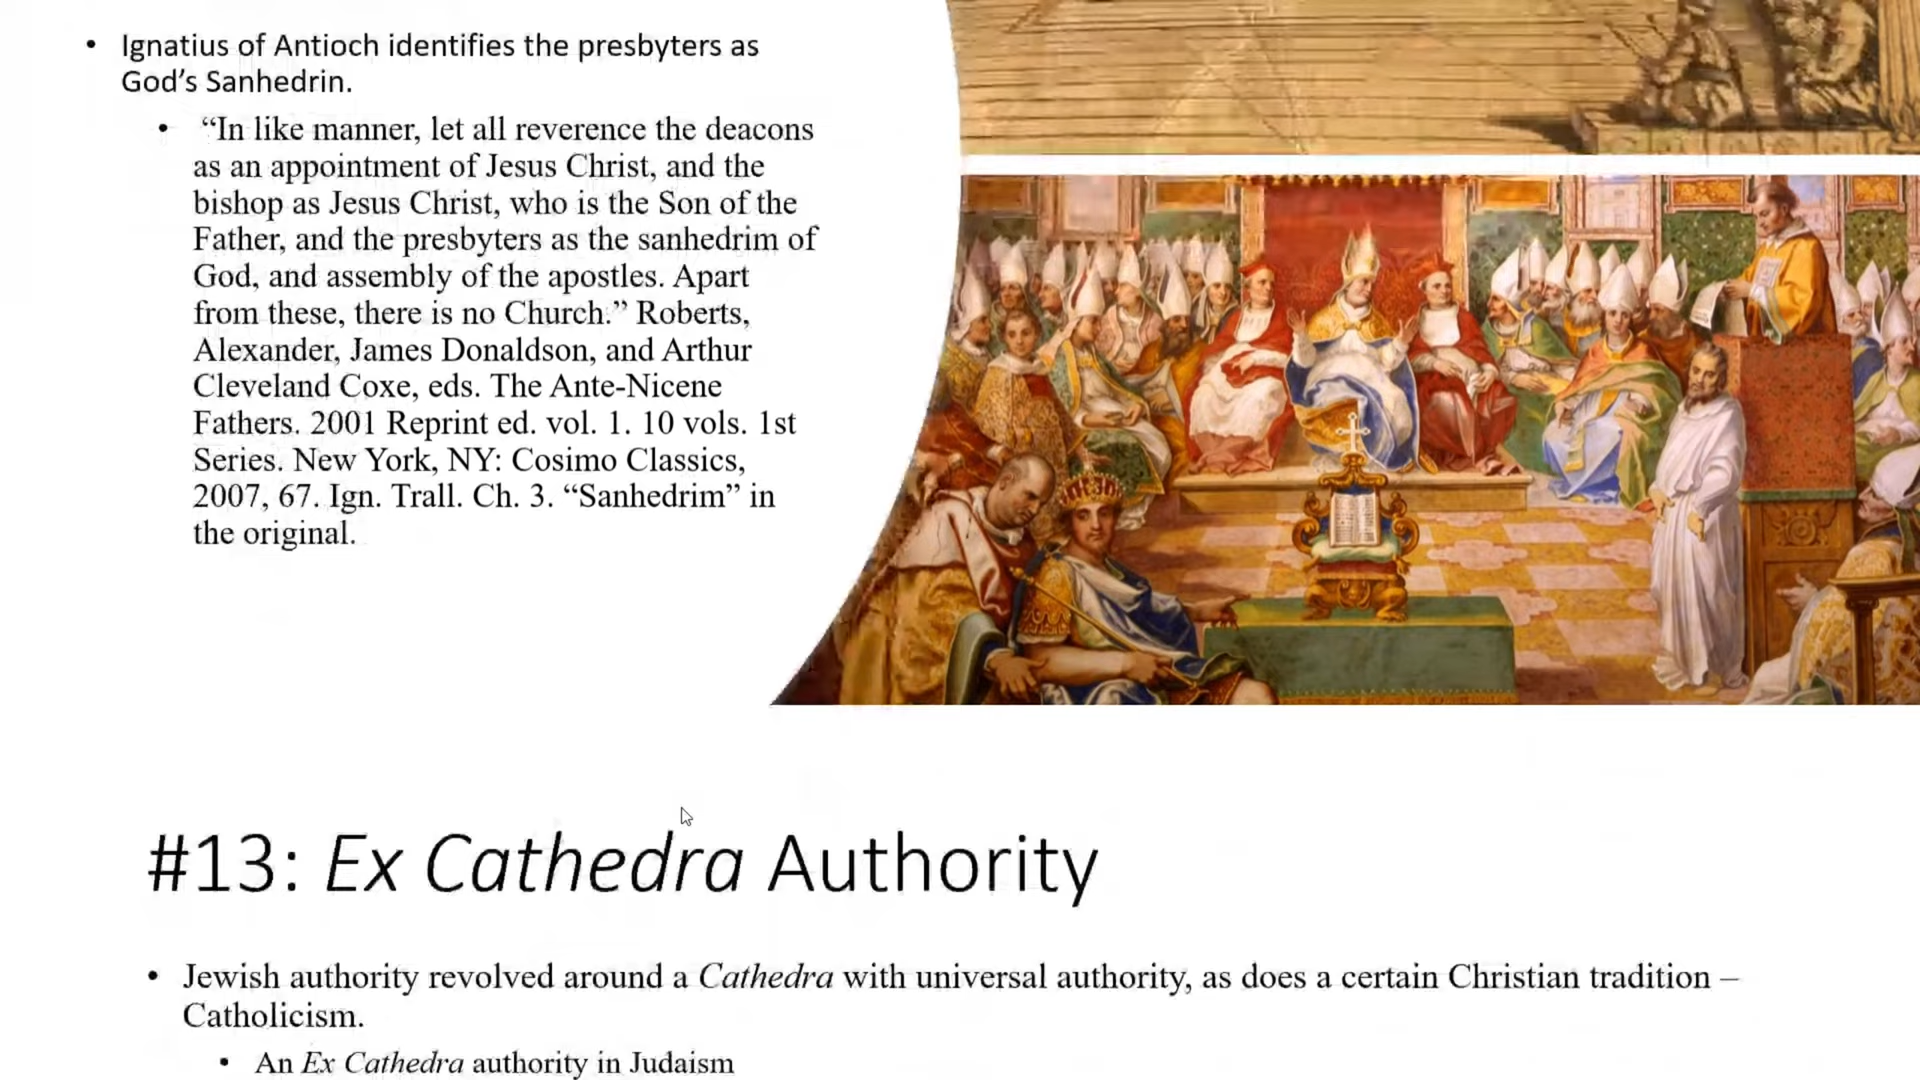 • Ignatius of Antioch identifies the presbyters as
God’s Sanhedrin.
• “In like manner, let all reverence the deacons
as an appointment of Jesus Christ, and the
bishop as Jesus Christ, who is the Son of the
Father, and the presbyters as the sanhedrim of
God, and assembly of the apostles. Apart
from these, there is no Church.” Roberts,
Alexander, James Donaldson, and Arthur
Cleveland Coxe, eds. The Ante-Nicene
Fathers. 2001 Reprint ed. vol. 1. 10 vols. 1st
Series. New York, NY: Cosimo Classics,
2007, 67. Ign. Trall. Ch. 3. “Sanhedrim” in
the original.
#13: Ex Cathedra Authority
• Jewish authority revolved around a Cathedra with universal authority, as does a certain Christian tradition –
Catholicism.
• An Ex Cathedra authority in Judaism